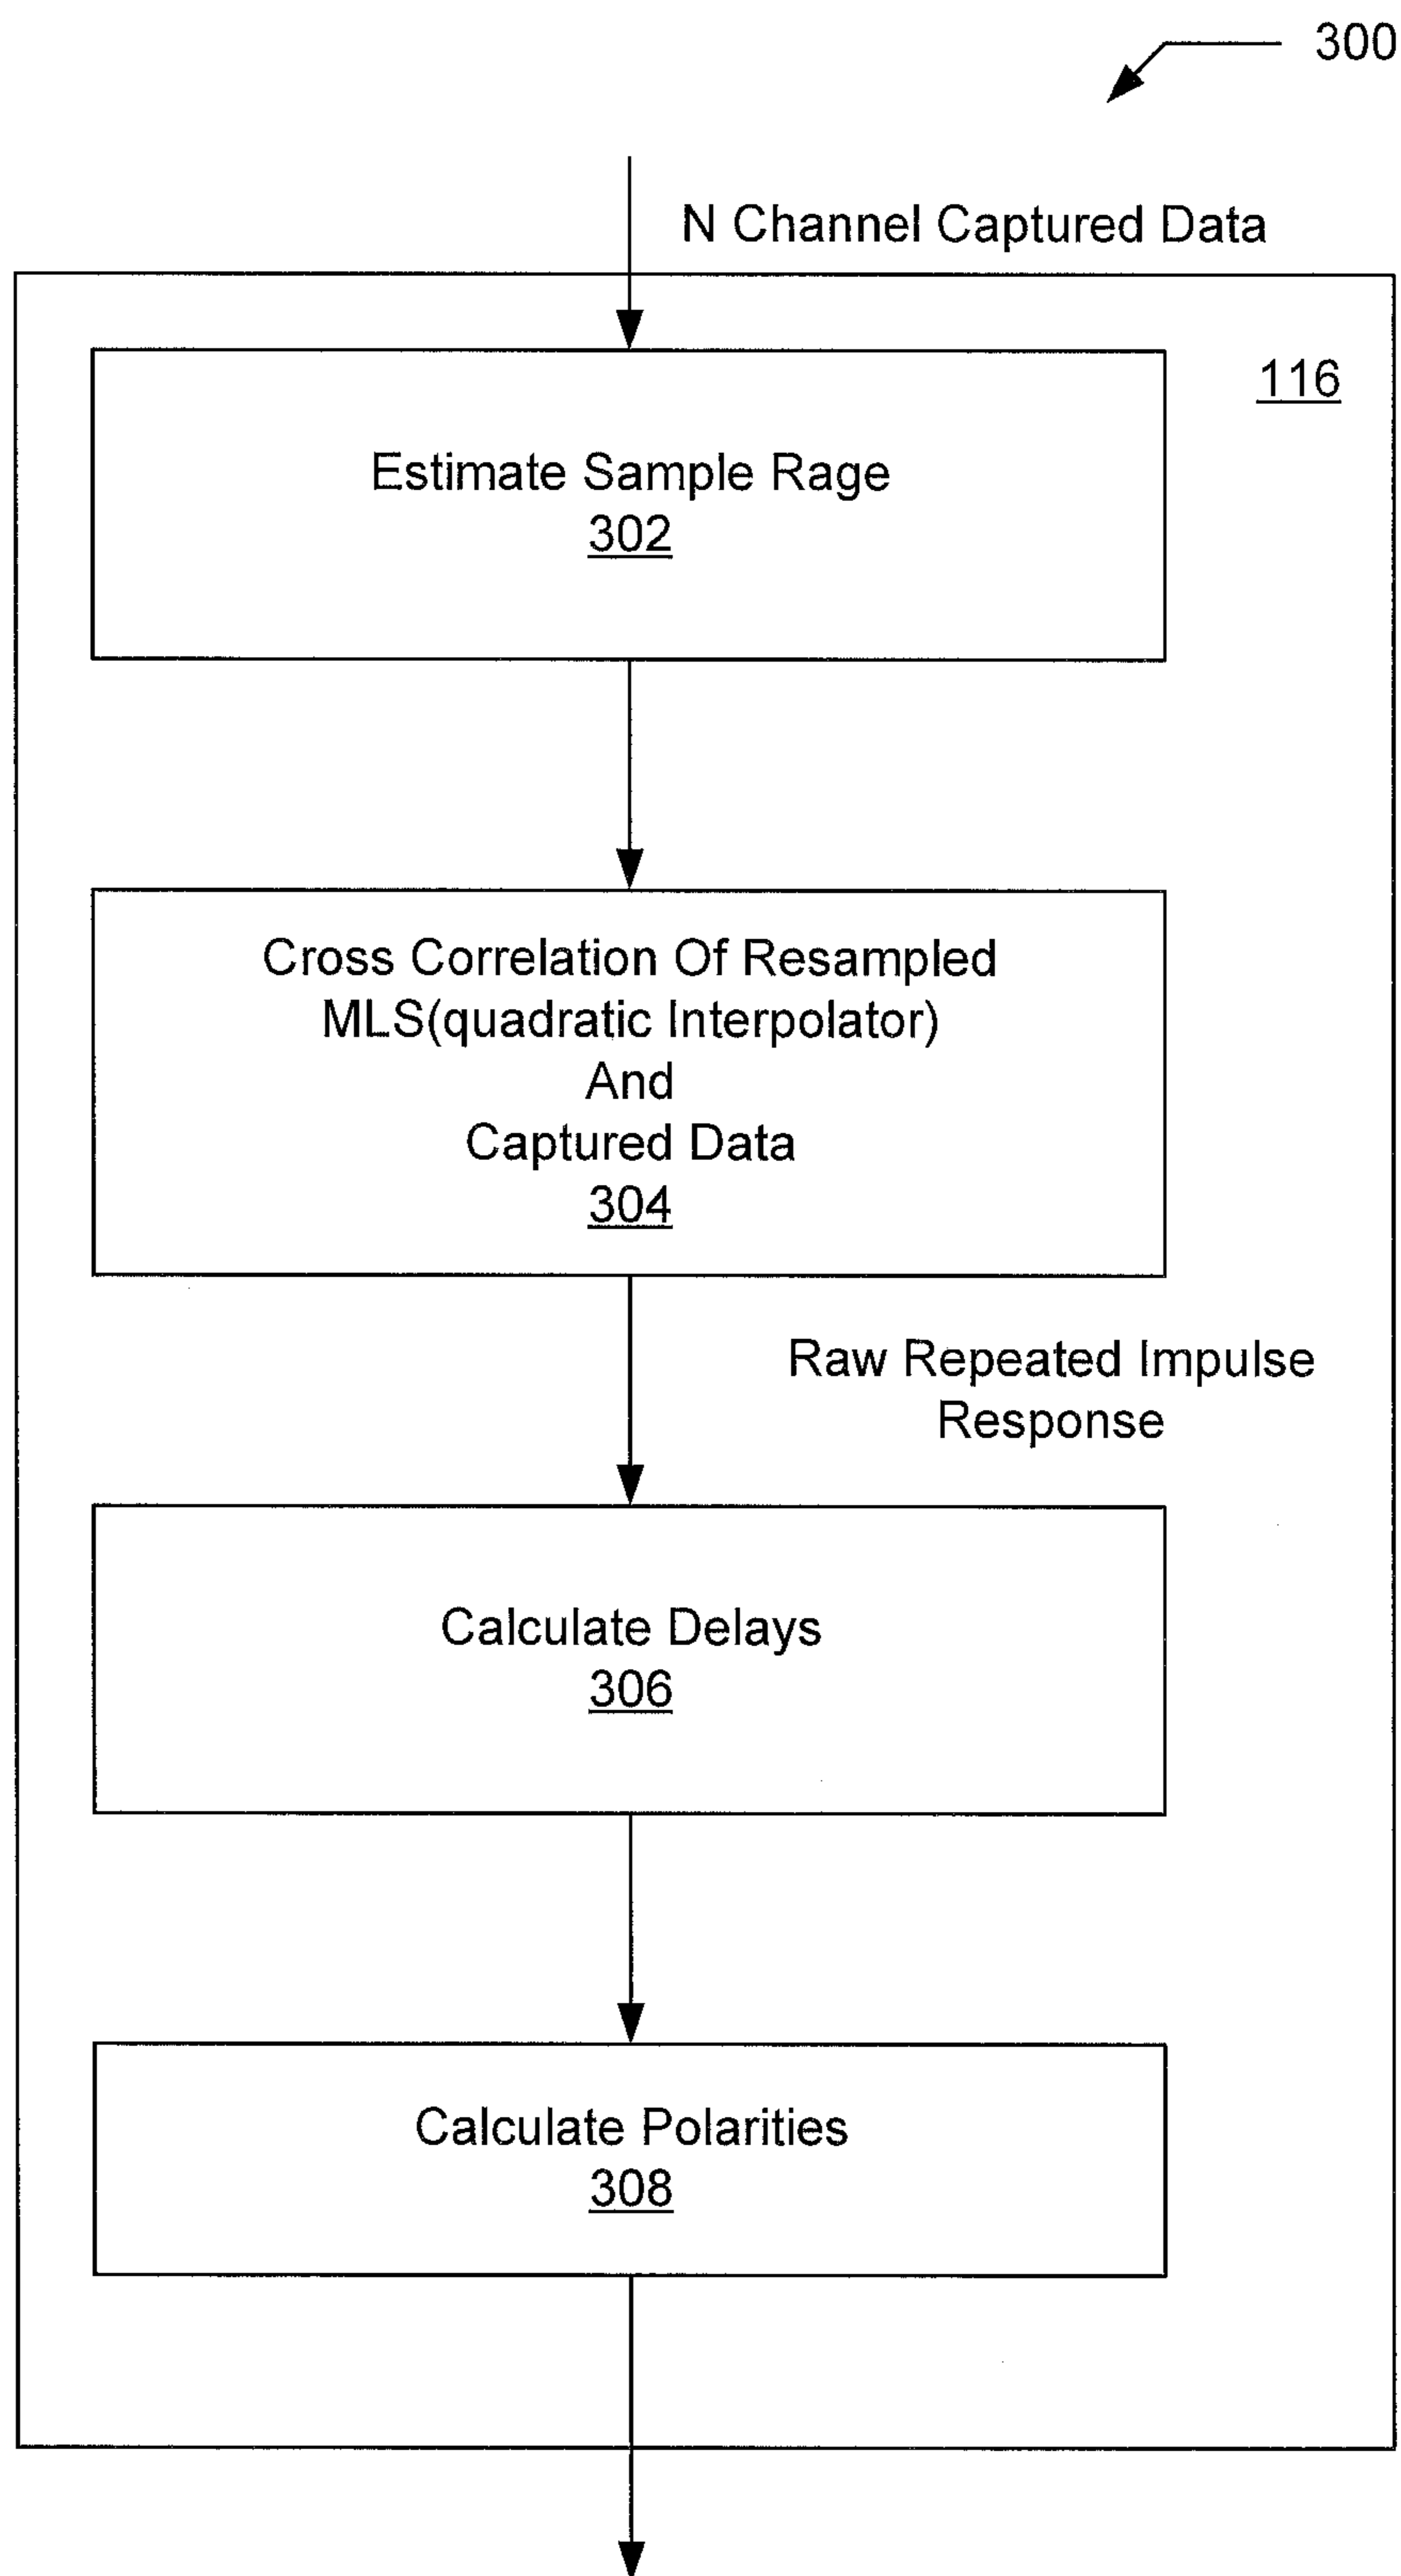 300
N Channel Captured Data
116
Estimate Sample Rage
302
Cross Correlation Of Resampled
MLS(quadratic Interpolator)
And
Captured Data
304
Raw Repeated Impulse
Response
Calculate Delays
306
Calculate Polarities
308